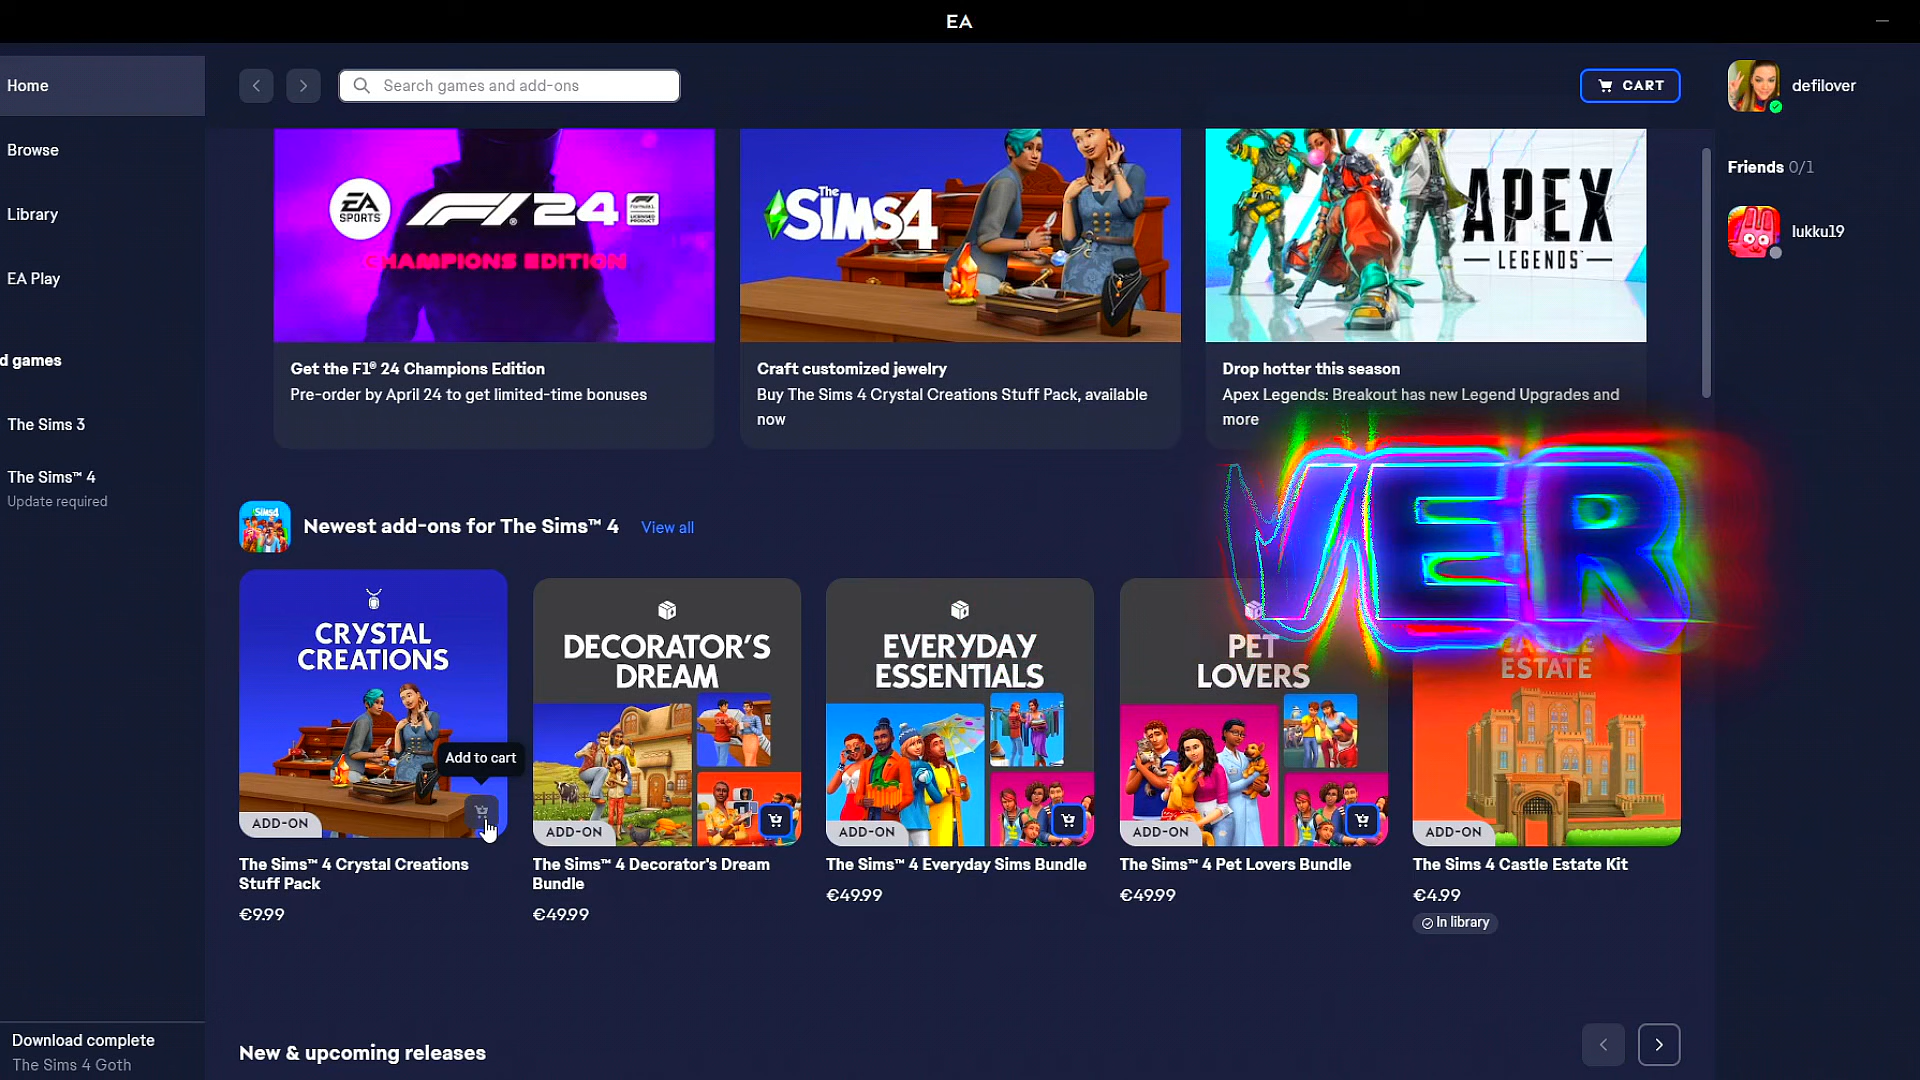 EA
Home
Browse
Library
EA Play
d games
The Sims 3
The Sims™ 4
Update required
Download complete
The Sims 4 Goth
Search games and add-ons
CART
defilover
Friends 0/1
lukku19
EA SPORTS
F1® 24
Formula 1
LICENSED PRODUCT
CHAMPIONS EDITION
Get the F1® 24 Champions Edition
Pre-order by April 24 to get limited-time bonuses
The SIMS 4
Craft customized jewelry
Buy The Sims 4 Crystal Creations Stuff Pack, available
now
APEX
LEGENDS™
Drop hotter this season
Apex Legends: Breakout has new Legend Upgrades and
more
VER
SIMS4
Newest add-ons for The Sims™ 4 View all
CRYSTAL
CREATIONS
Add to cart
ADD-ON
The Sims™ 4 Crystal Creations
Stuff Pack
€9.99
DECORATOR'S
DREAM
ADD-ON
The Sims™ 4 Decorator's Dream
Bundle
€49.99
EVERYDAY
ESSENTIALS
ADD-ON
The Sims™ 4 Everyday Sims Bundle
€49.99
PET
LOVERS
ADD-ON
The Sims™ 4 Pet Lovers Bundle
€49.99
CASTLE
ESTATE
ADD-ON
The Sims 4 Castle Estate Kit
€4.99
In library
New & upcoming releases